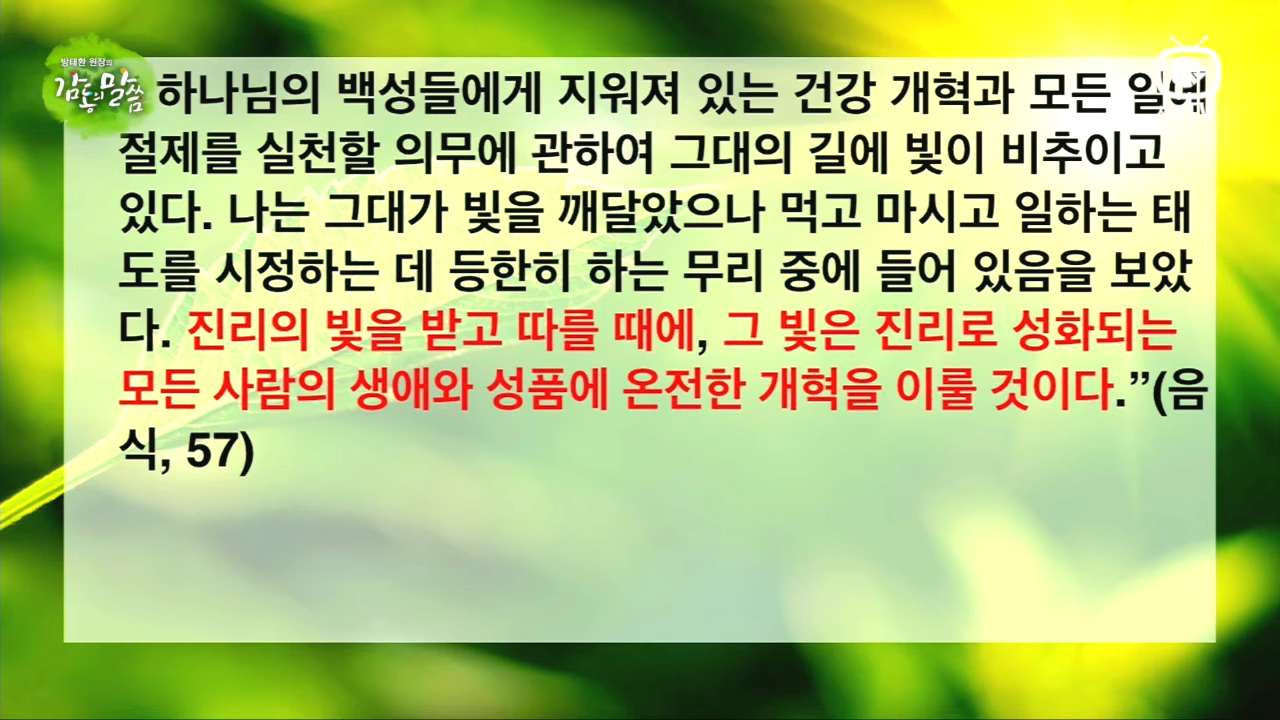 방태환 원장의
감동의 말씀
하나님의 백성들에게 지워져 있는 건강 개혁과 모든 일에
절제를 실천할 의무에 관하여 그대의 길에 빛이 비추이고
있다. 나는 그대가 빛을 깨달았으나 먹고 마시고 일하는 태
도를 시정하는 데 등한히 하는 무리 중에 들어 있음을 보았
다. 진리의 빛을 받고 따를 때에, 그 빛은 진리로 성화되는
모든 사람의 생애와 성품에 온전한 개혁을 이룰 것이다.”(음
식, 57)